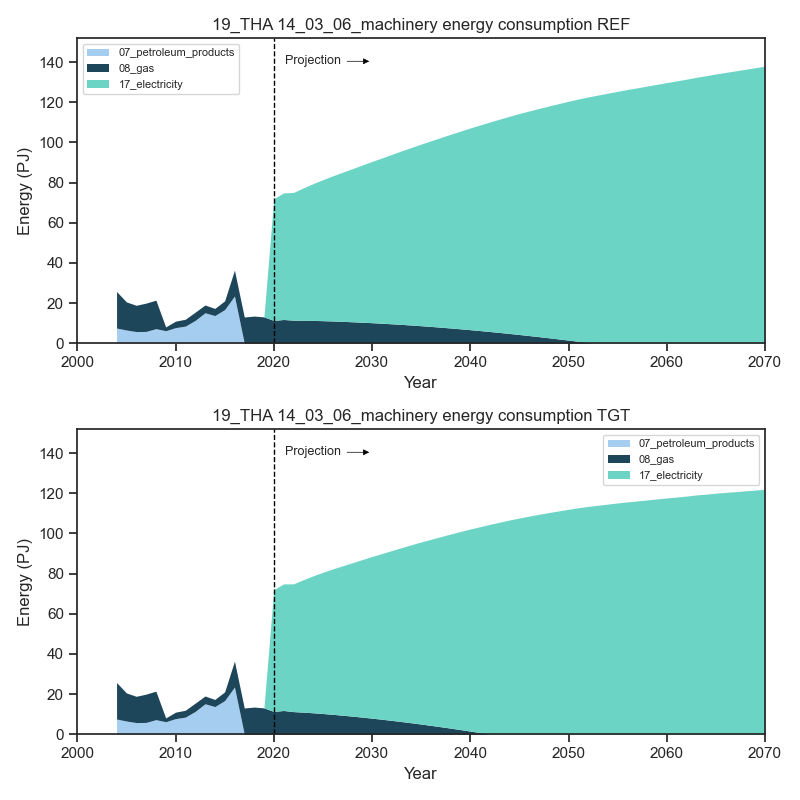 19_THA 14_03_06_machinery energy consumption REF
140
120
100
80
60
40
20
0
Energy (PJ)
07_petroleum_products
08_gas
17_electricity
Projection
2000 2010 2020 2030 2040 2050 2060 2070
Year
19_THA 14_03_06_machinery energy consumption TGT
140
120
100
80
60
40
20
0
Energy (PJ)
Projection
07_petroleum_products
08_gas
17_electricity
2000 2010 2020 2030 2040 2050 2060 2070
Year